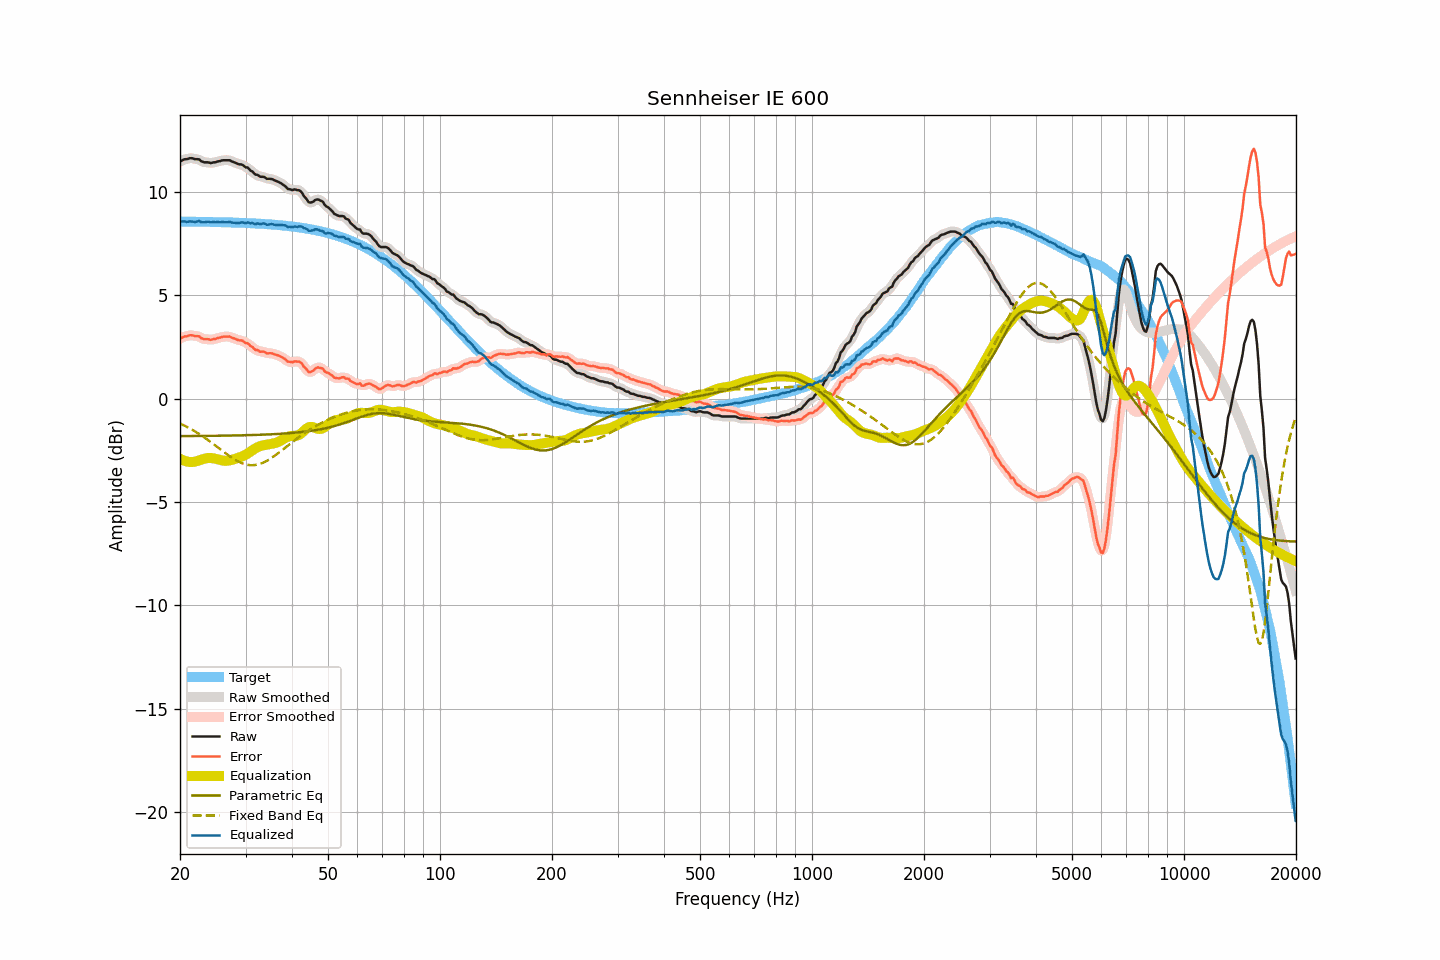 Sennheiser IE 600
Amplitude (dBr)
10
5
0
−5
−10
−15
−20
Target
Raw Smoothed
Error Smoothed
Raw
Error
Equalization
Parametric Eq
Fixed Band Eq
Equalized
20 50 100 200 500 1000 2000 5000 10000 20000
Frequency (Hz)